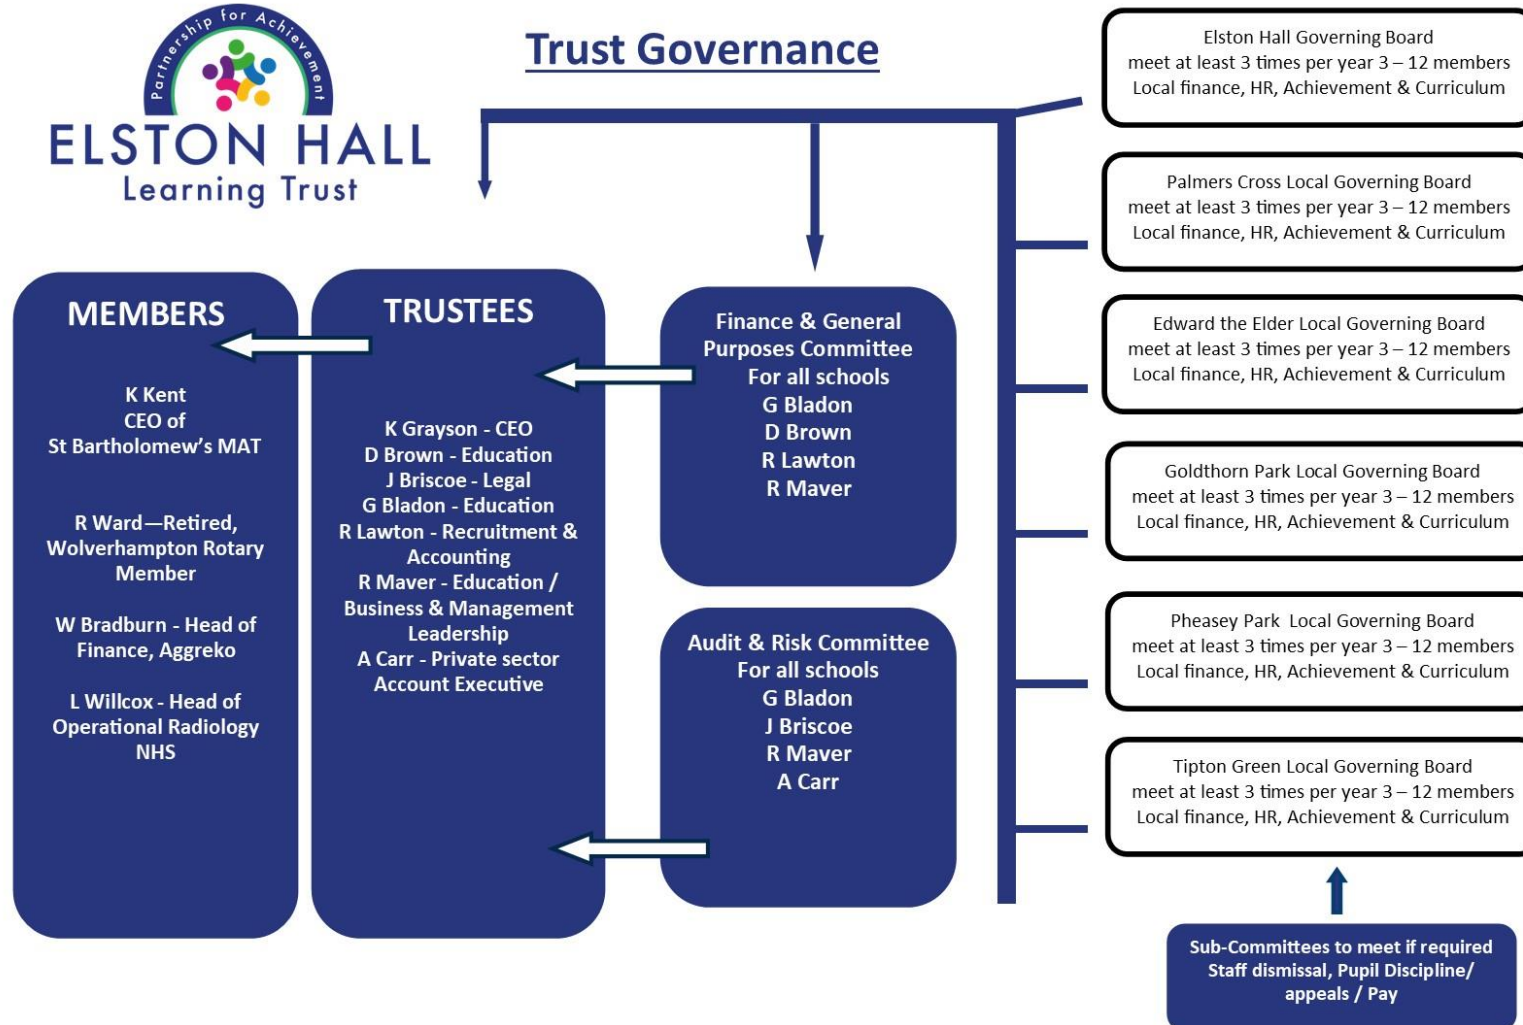 Partnership for Achievement
ELSTON HALL
Learning Trust
Trust Governance
MEMBERS
K Kent
CEO of
St Bartholomew’s MAT
R Ward—Retired,
Wolverhampton Rotary
Member
W Bradburn - Head of
Finance, Aggreko
L Willcox - Head of
Operational Radiology
NHS
TRUSTEES
K Grayson - CEO
D Brown - Education
J Briscoe - Legal
G Bladon - Education
R Lawton - Recruitment &
Accounting
R Maver - Education /
Business & Management
Leadership
A Carr - Private sector
Account Executive
Finance & General
Purposes Committee
For all schools
G Bladon
D Brown
R Lawton
R Maver
Audit & Risk Committee
For all schools
G Bladon
J Briscoe
R Maver
A Carr
Elston Hall Governing Board
meet at least 3 times per year 3 – 12 members
Local finance, HR, Achievement & Curriculum
Palmers Cross Local Governing Board
meet at least 3 times per year 3 – 12 members
Local finance, HR, Achievement & Curriculum
Edward the Elder Local Governing Board
meet at least 3 times per year 3 – 12 members
Local finance, HR, Achievement & Curriculum
Goldthorn Park Local Governing Board
meet at least 3 times per year 3 – 12 members
Local finance, HR, Achievement & Curriculum
Pheasey Park Local Governing Board
meet at least 3 times per year 3 – 12 members
Local finance, HR, Achievement & Curriculum
Tipton Green Local Governing Board
meet at least 3 times per year 3 – 12 members
Local finance, HR, Achievement & Curriculum
Sub-Committees to meet if required
Staff dismissal, Pupil Discipline/
appeals / Pay